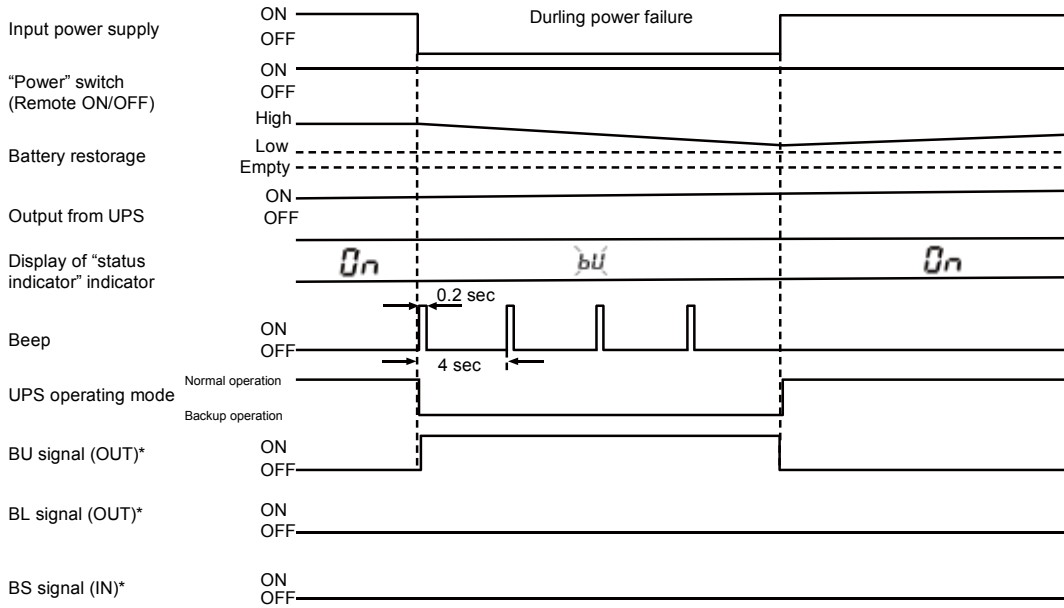 Input power supply
ON
OFF
Durling power failure
“Power” switch
(Remote ON/OFF)
ON
OFF
Battery restorage
High
Low
Empty
Output from UPS
ON
OFF
Display of “status
indicator” indicator
On
bU
On
Beep
ON
OFF
0.2 sec
4 sec
UPS operating mode
Normal operation
Backup operation
BU signal (OUT)*
ON
OFF
BL signal (OUT)*
ON
OFF
BS signal (IN)*
ON
OFF